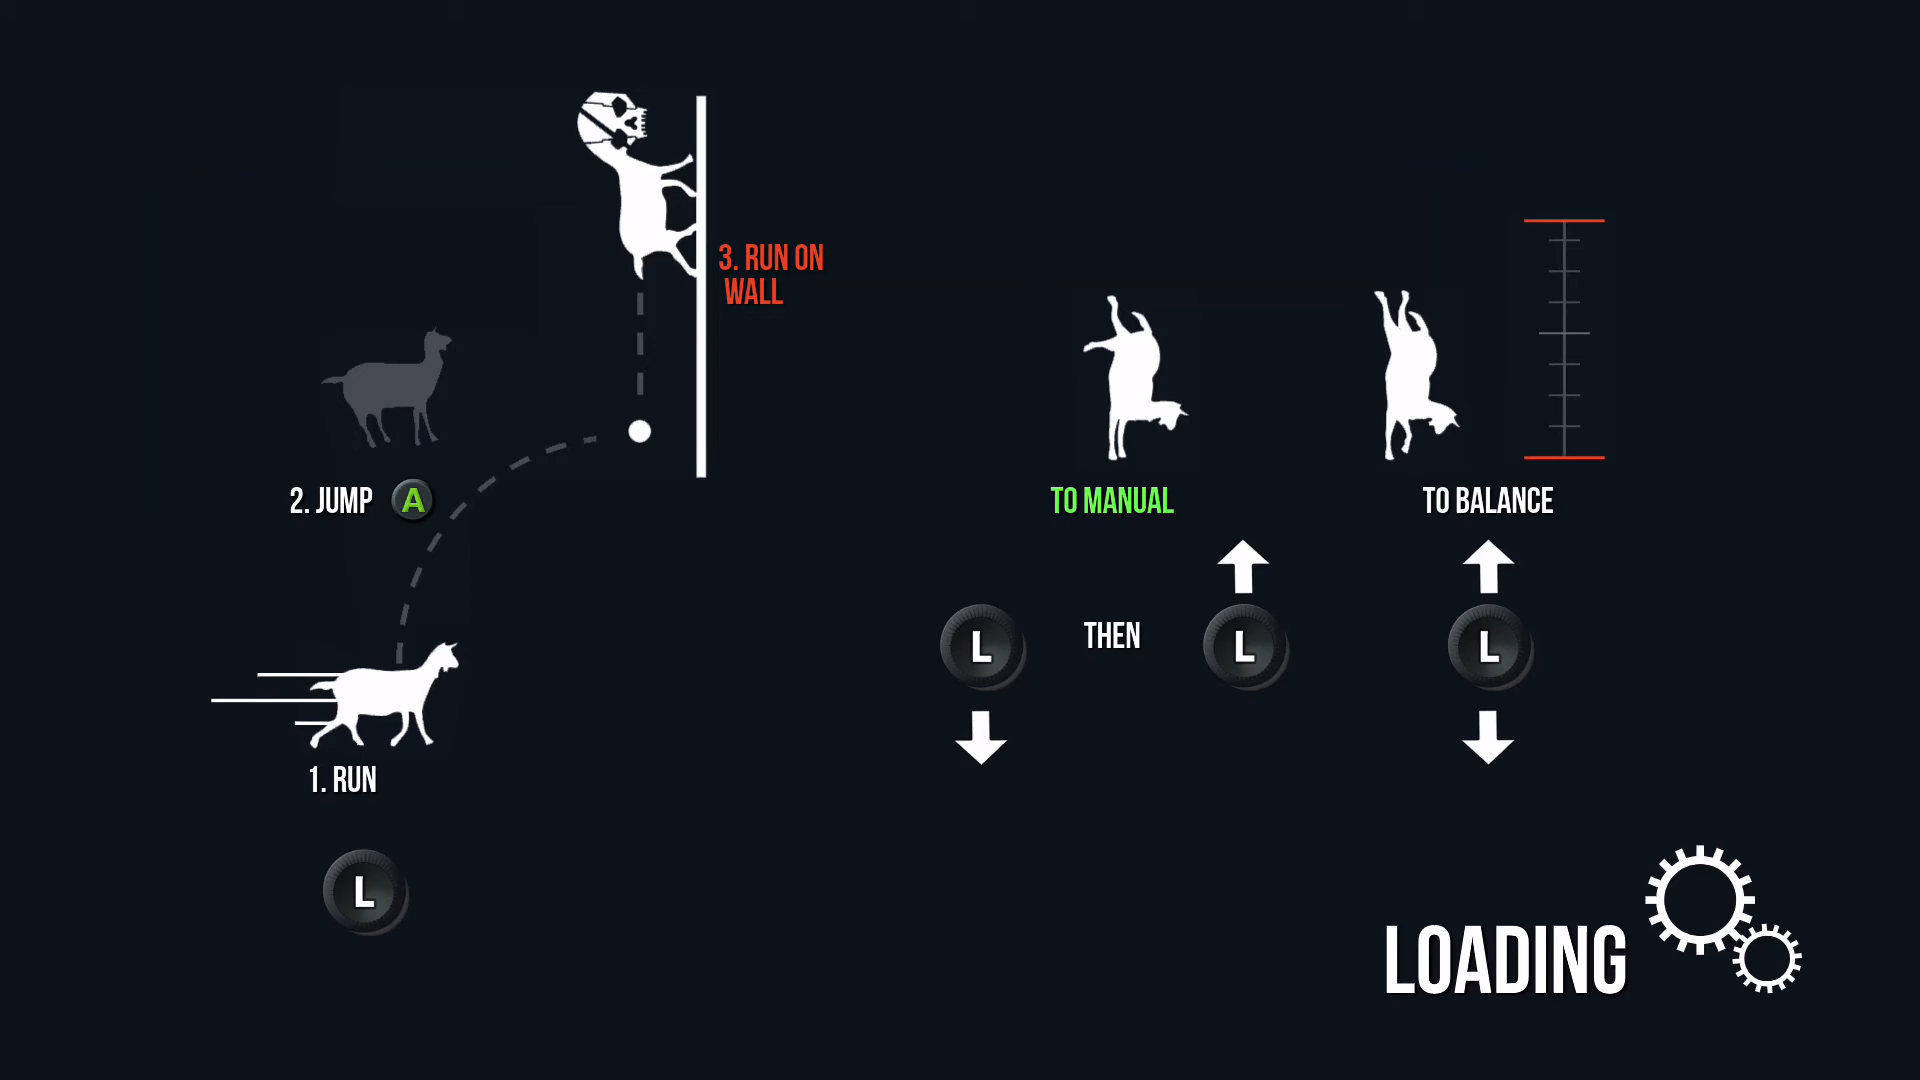 3. RUN ON
WALL
2. JUMP A
1. RUN
L
TO MANUAL
L THEN L
TO BALANCE
L
LOADING